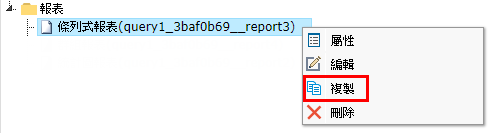 報表
條列式報表(query1_3baf0b69__report3)
屬性
編輯
複製
刪除